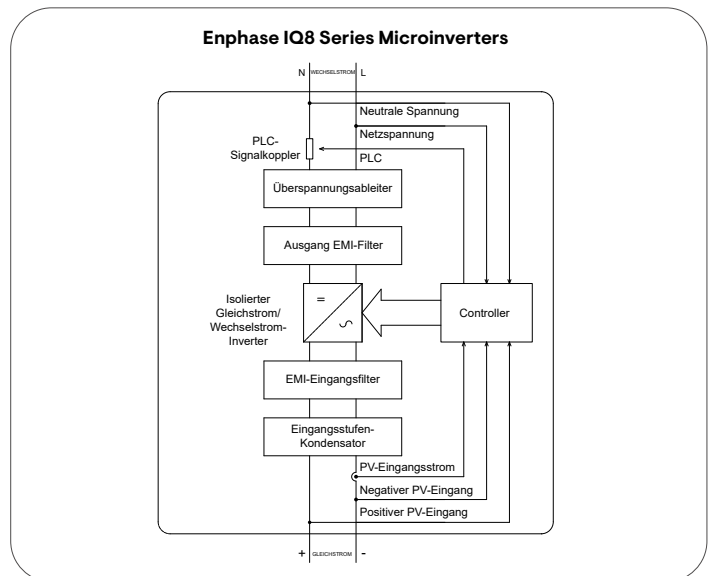 Enphase IQ8 Series Microinverters
N WECHSELSTROM L
Neutrale Spannung
Netzspannung
PLC-
Signalkoppler
PLC
Überspannungsableiter
Ausgang EMI-Filter
Isolierter
Gleichstrom/
Wechselstrom-
Inverter
=
Controller
EMI-Eingangsfilter
Eingangsstufen-
Kondensator
PV-Eingangsstrom
Negativer PV-Eingang
Positiver PV-Eingang
+ GLEICHSTROM -